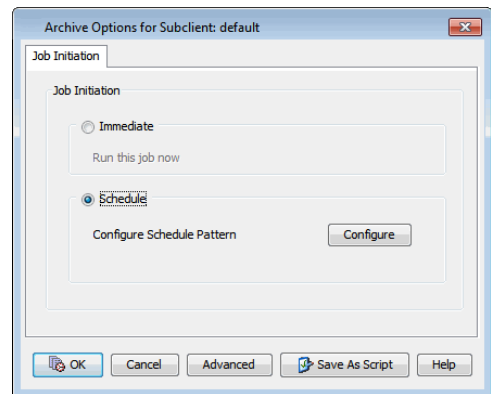 Archive Options for Subclient: default
Job Initiation
Job Initiation
Immediate
Run this job now
Schedule
Configure Schedule Pattern
Configure
OK
Cancel
Advanced
Save As Script
Help